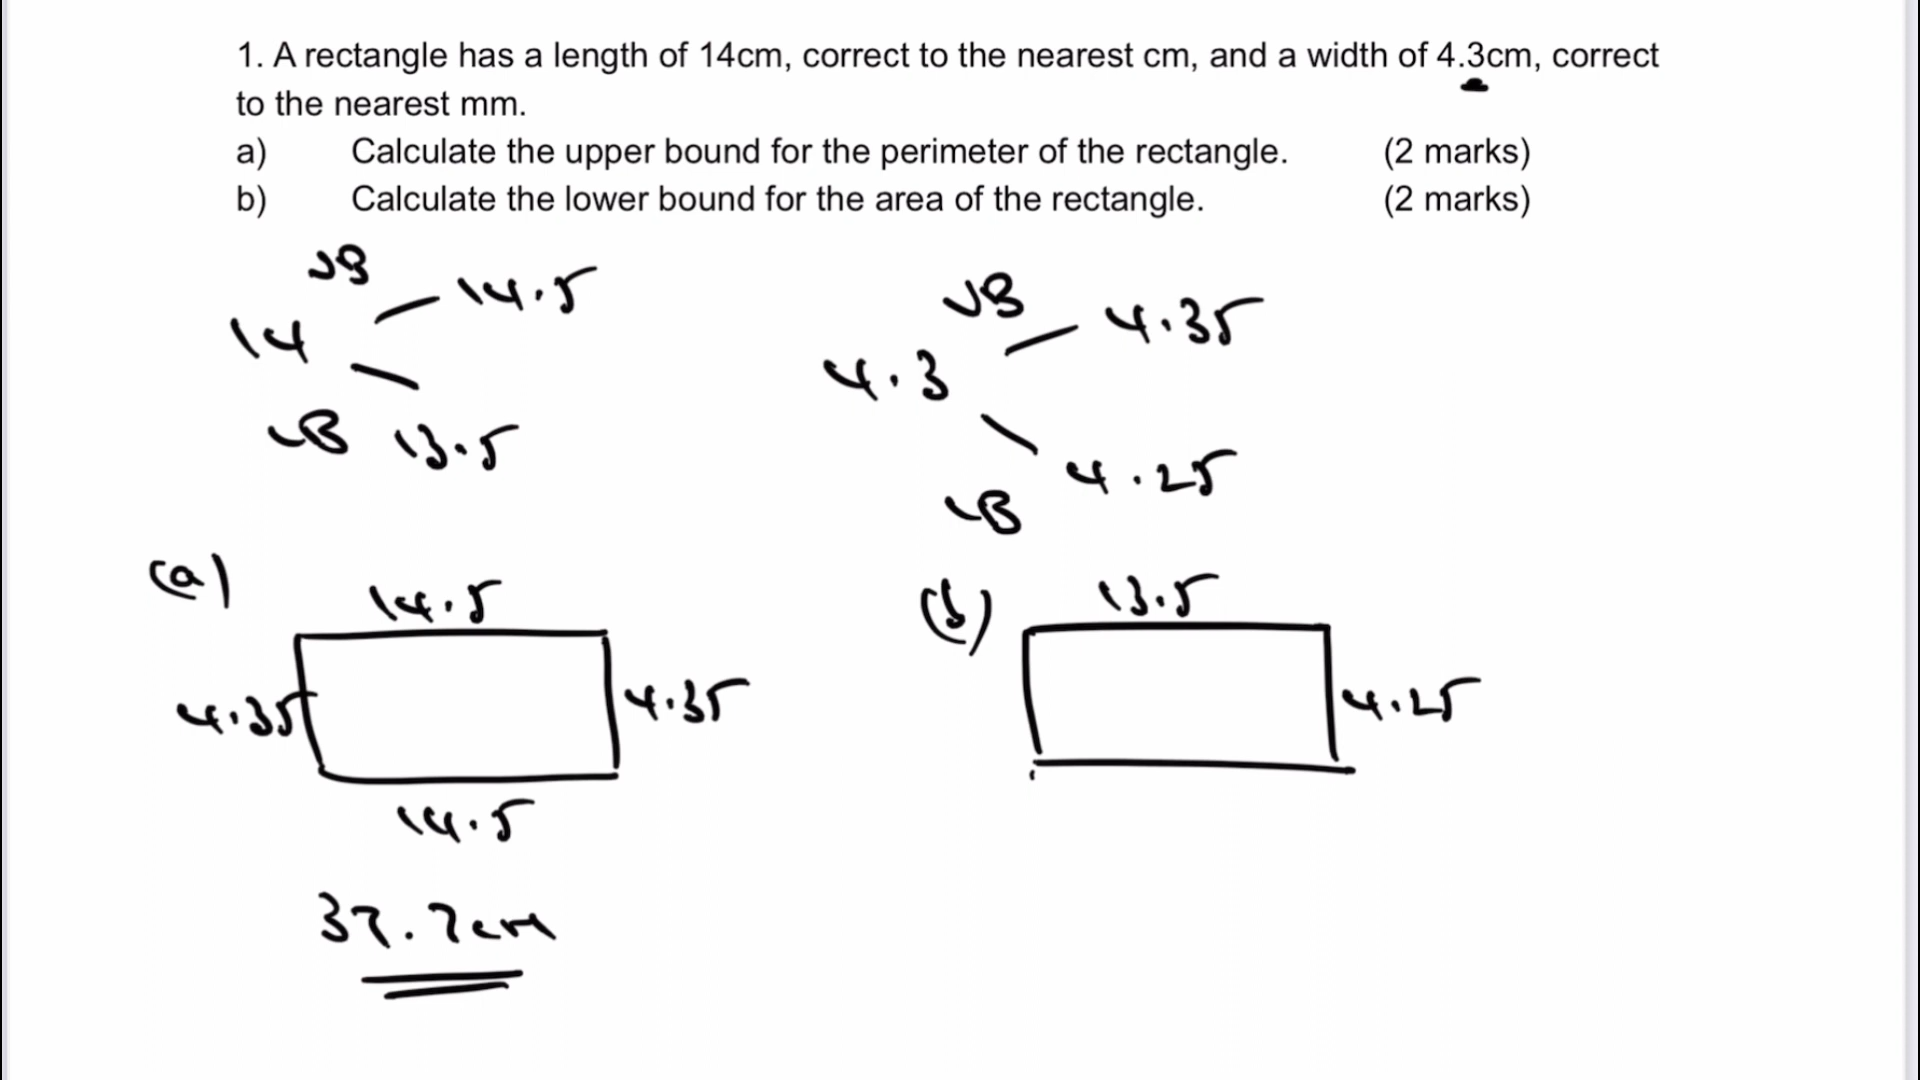 1. A rectangle has a length of 14cm, correct to the nearest cm, and a width of 4.3cm, correct
to the nearest mm.
a) Calculate the upper bound for the perimeter of the rectangle. (2 marks)
b) Calculate the lower bound for the area of the rectangle. (2 marks)
UB 14.5
14
LB 13.5
UB 4.35
4.3
4.25
LB
(a)
14.5
4.35 4.35
14.5
37.7cm
(b)
13.5
4.25